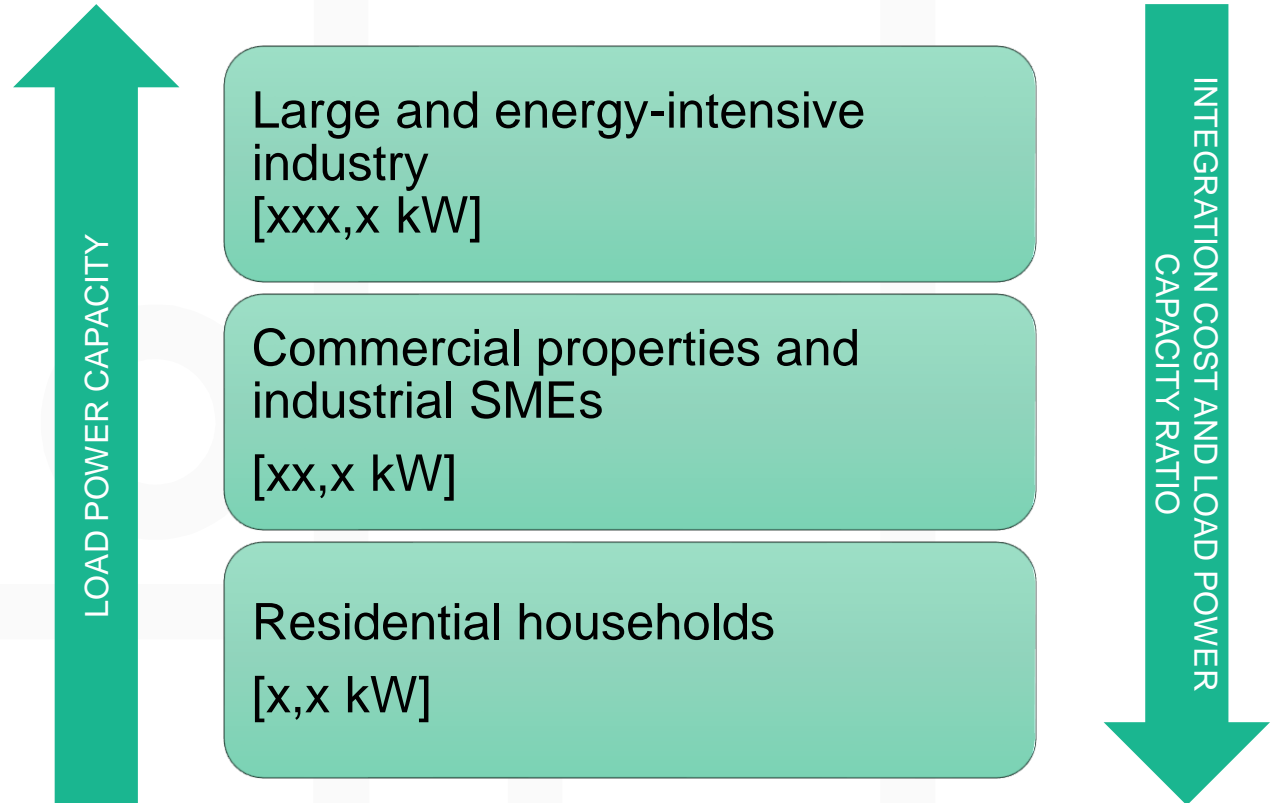 LOAD POWER CAPACITY
Large and energy-intensive
industry
[xxx,x kW]
Commercial properties and
industrial SMEs
[xx,x kW]
Residential households
[x,x kW]
INTEGRATION COST AND LOAD POWER
CAPACITY RATIO